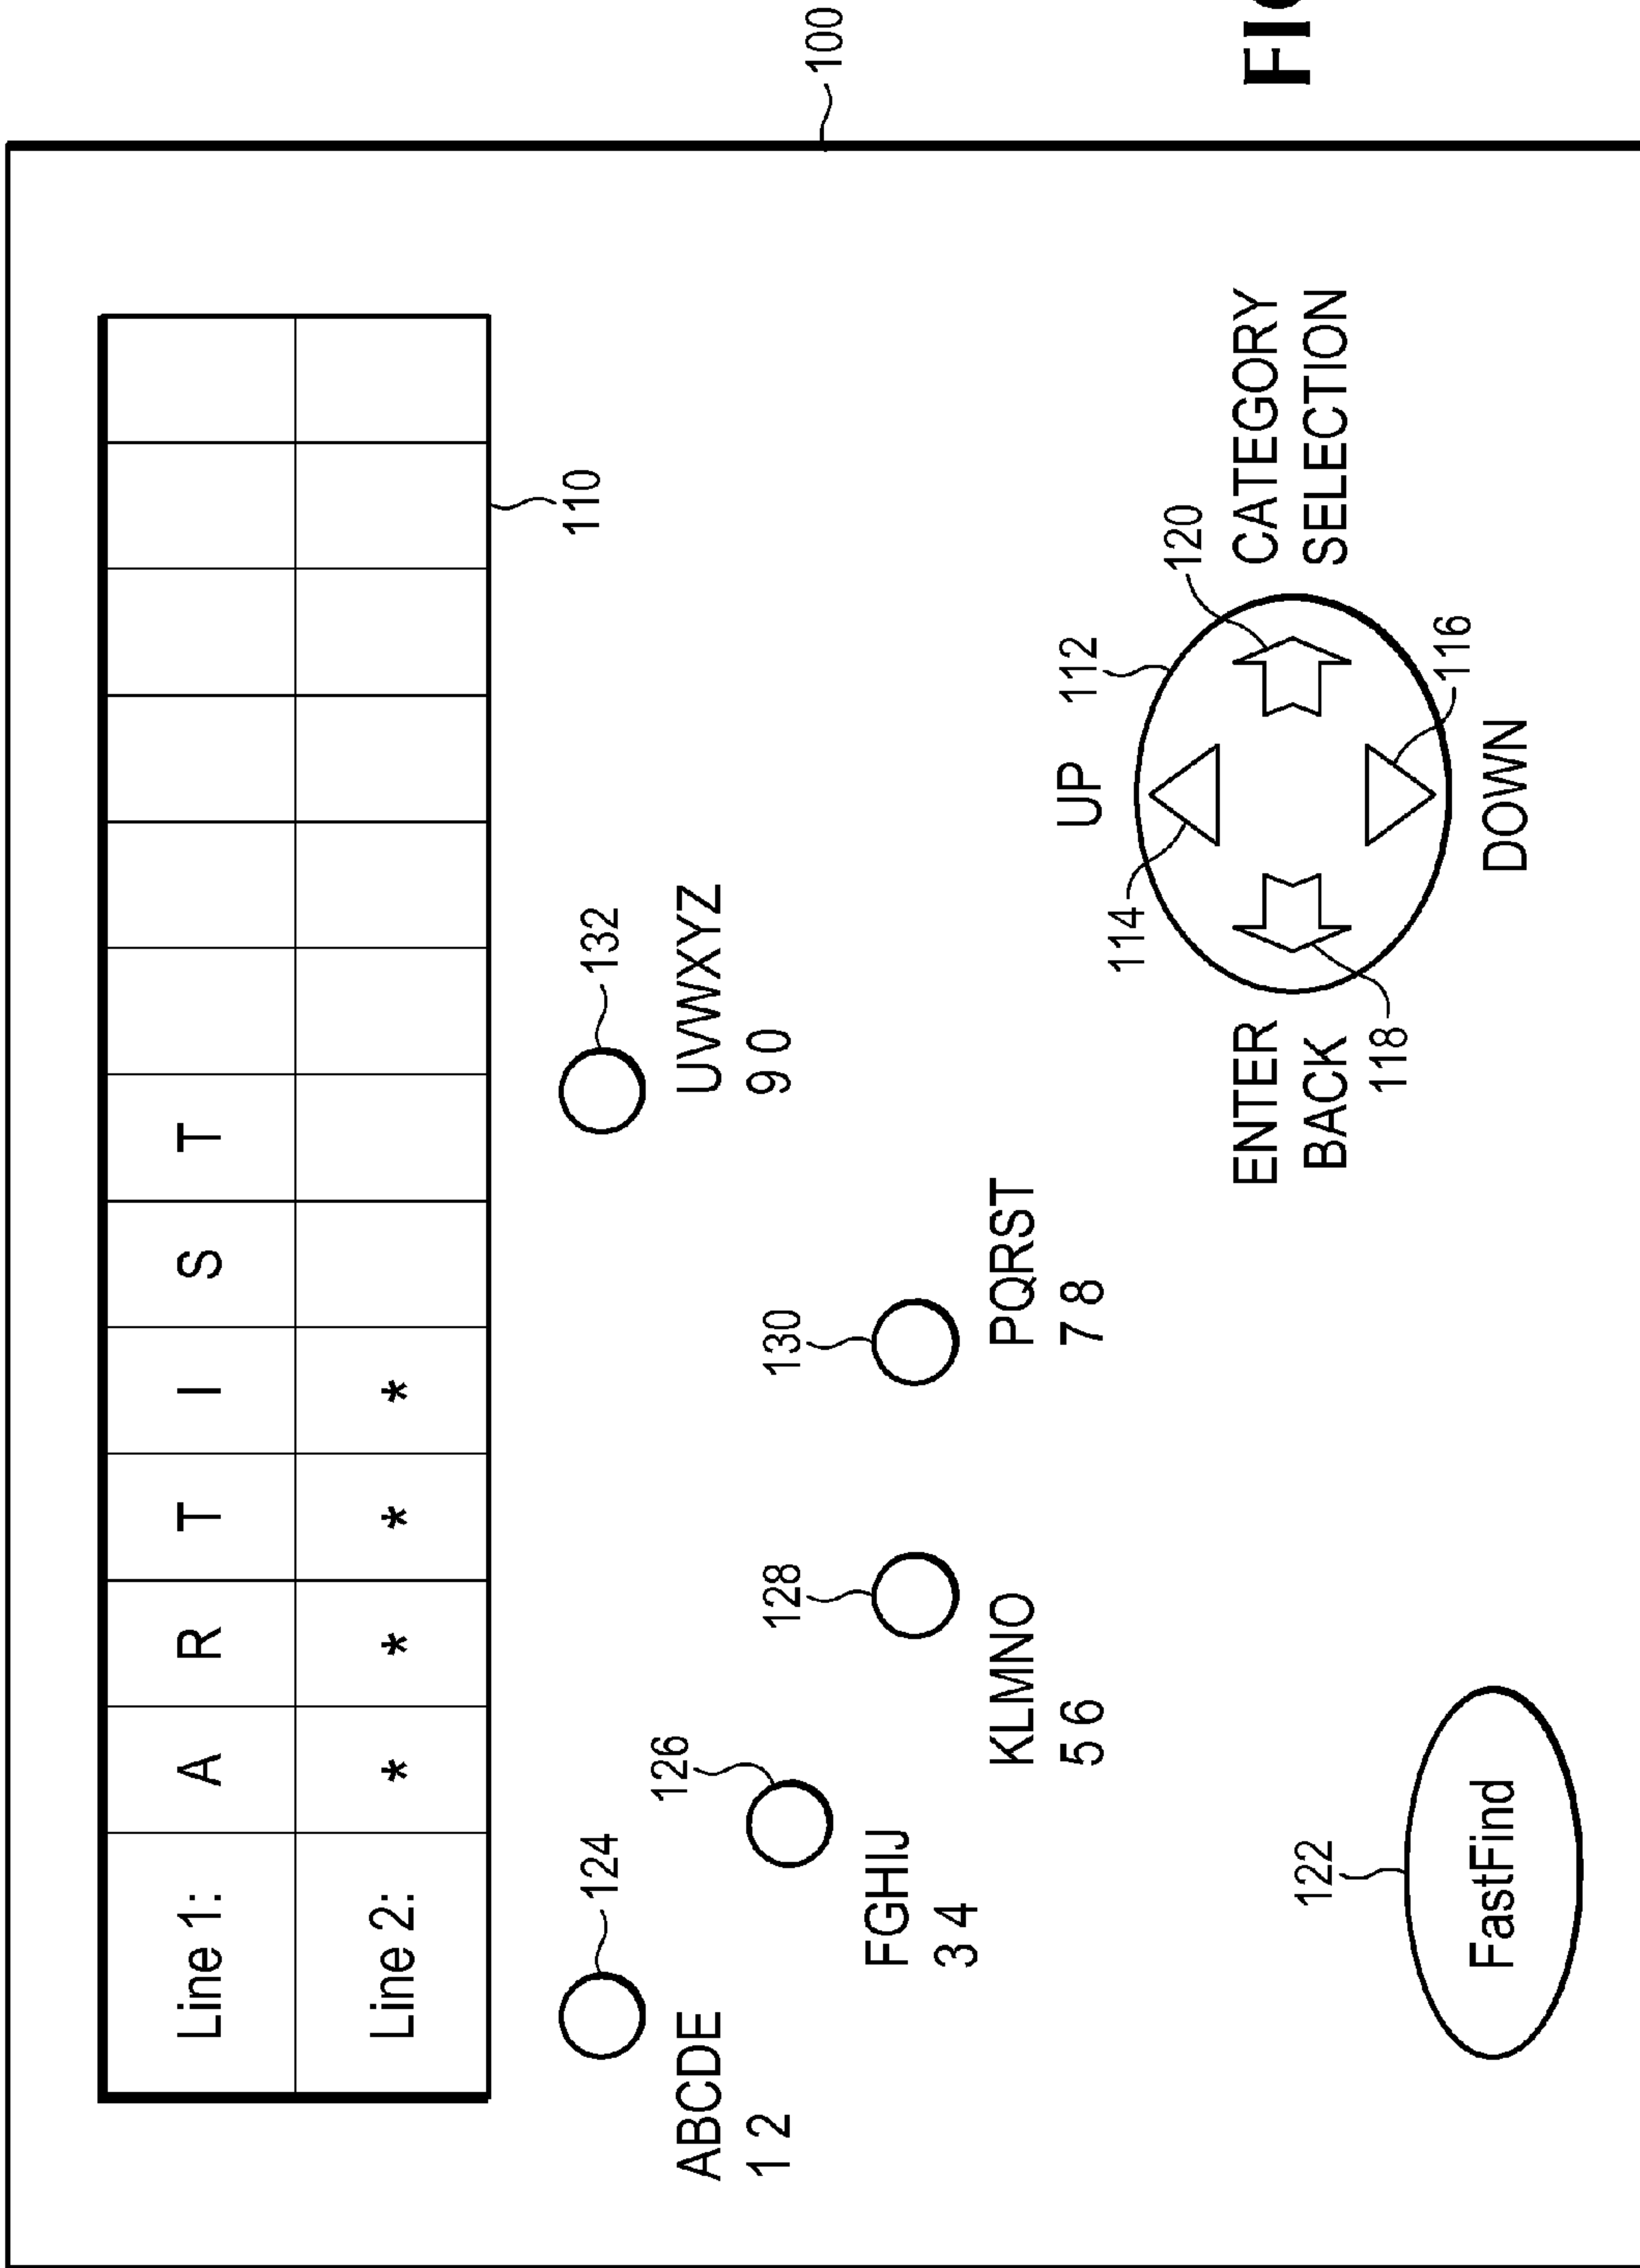 Line 1: A R T I S T
Line 2: * * * *
110
124
132
ABCDE
1 2
UVWXYZ
9 0
126
128
130
100
FGHIJ
3 4
KLMNO
5 6
PQRST
7 8
UP
112
114
120
ENTER
BACK
118
CATEGORY
SELECTION
116
DOWN
122
FastFind
FIG